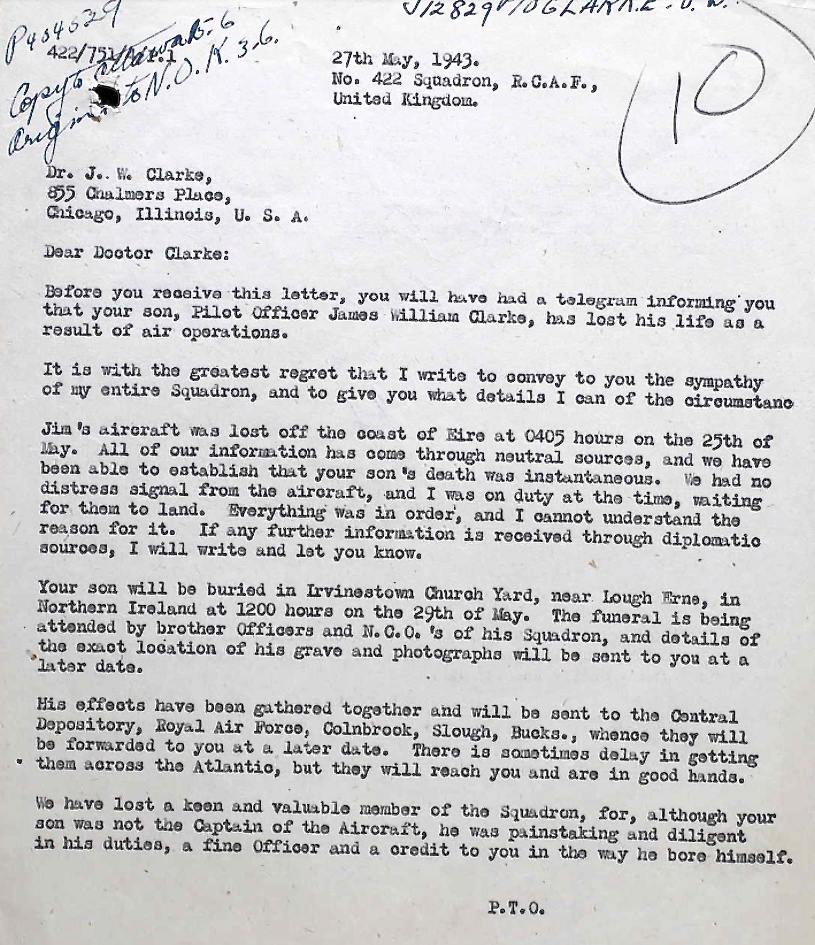 P404529
J12829 P/O CLARKE. J. W.
422/751/ P.1
Copy to Ottawa 5-6
Original to N.O.K. 3.6.
10
27th May, 1943.
No. 422 Squadron, R.C.A.F.,
United Kingdom.
Dr. J. W. Clarke,
855 Chalmers Place,
Chicago, Illinois, U. S. A.
Dear Doctor Clarke:
Before you receive this letter, you will have had a telegram informing you
that your son, Pilot Officer James William Clarke, has lost his life as a
result of air operations.
It is with the greatest regret that I write to convey to you the sympathy
of my entire Squadron, and to give you what details I can of the circumstanc
Jim's aircraft was lost off the coast of Eire at 0405 hours on the 25th of
May. All of our information has come through neutral sources, and we have
been able to establish that your son's death was instantaneous. We had no
distress signal from the aircraft, and I was on duty at the time, waiting
for them to land. Everything was in order, and I cannot understand the
reason for it. If any further information is received through diplomatic
sources, I will write and let you know.
Your son will be buried in Irvinestown Church Yard, near Lough Erne, in
Northern Ireland at 1200 hours on the 29th of May. The funeral is being
attended by brother Officers and N.C.O.'s of his Squadron, and details of
the exact location of his grave and photographs will be sent to you at a
later date.
His effects have been gathered together and will be sent to the Central
Depository, Royal Air Force, Colnbrook, Slough, Bucks., whence they will
be forwarded to you at a later date. There is sometimes delay in getting
them across the Atlantic, but they will reach you and are in good hands.
We have lost a keen and valuable member of the Squadron, for, although your
son was not the Captain of the Aircraft, he was painstaking and diligent
in his duties, a fine Officer and a credit to you in the way he bore himself.
P.T.O.